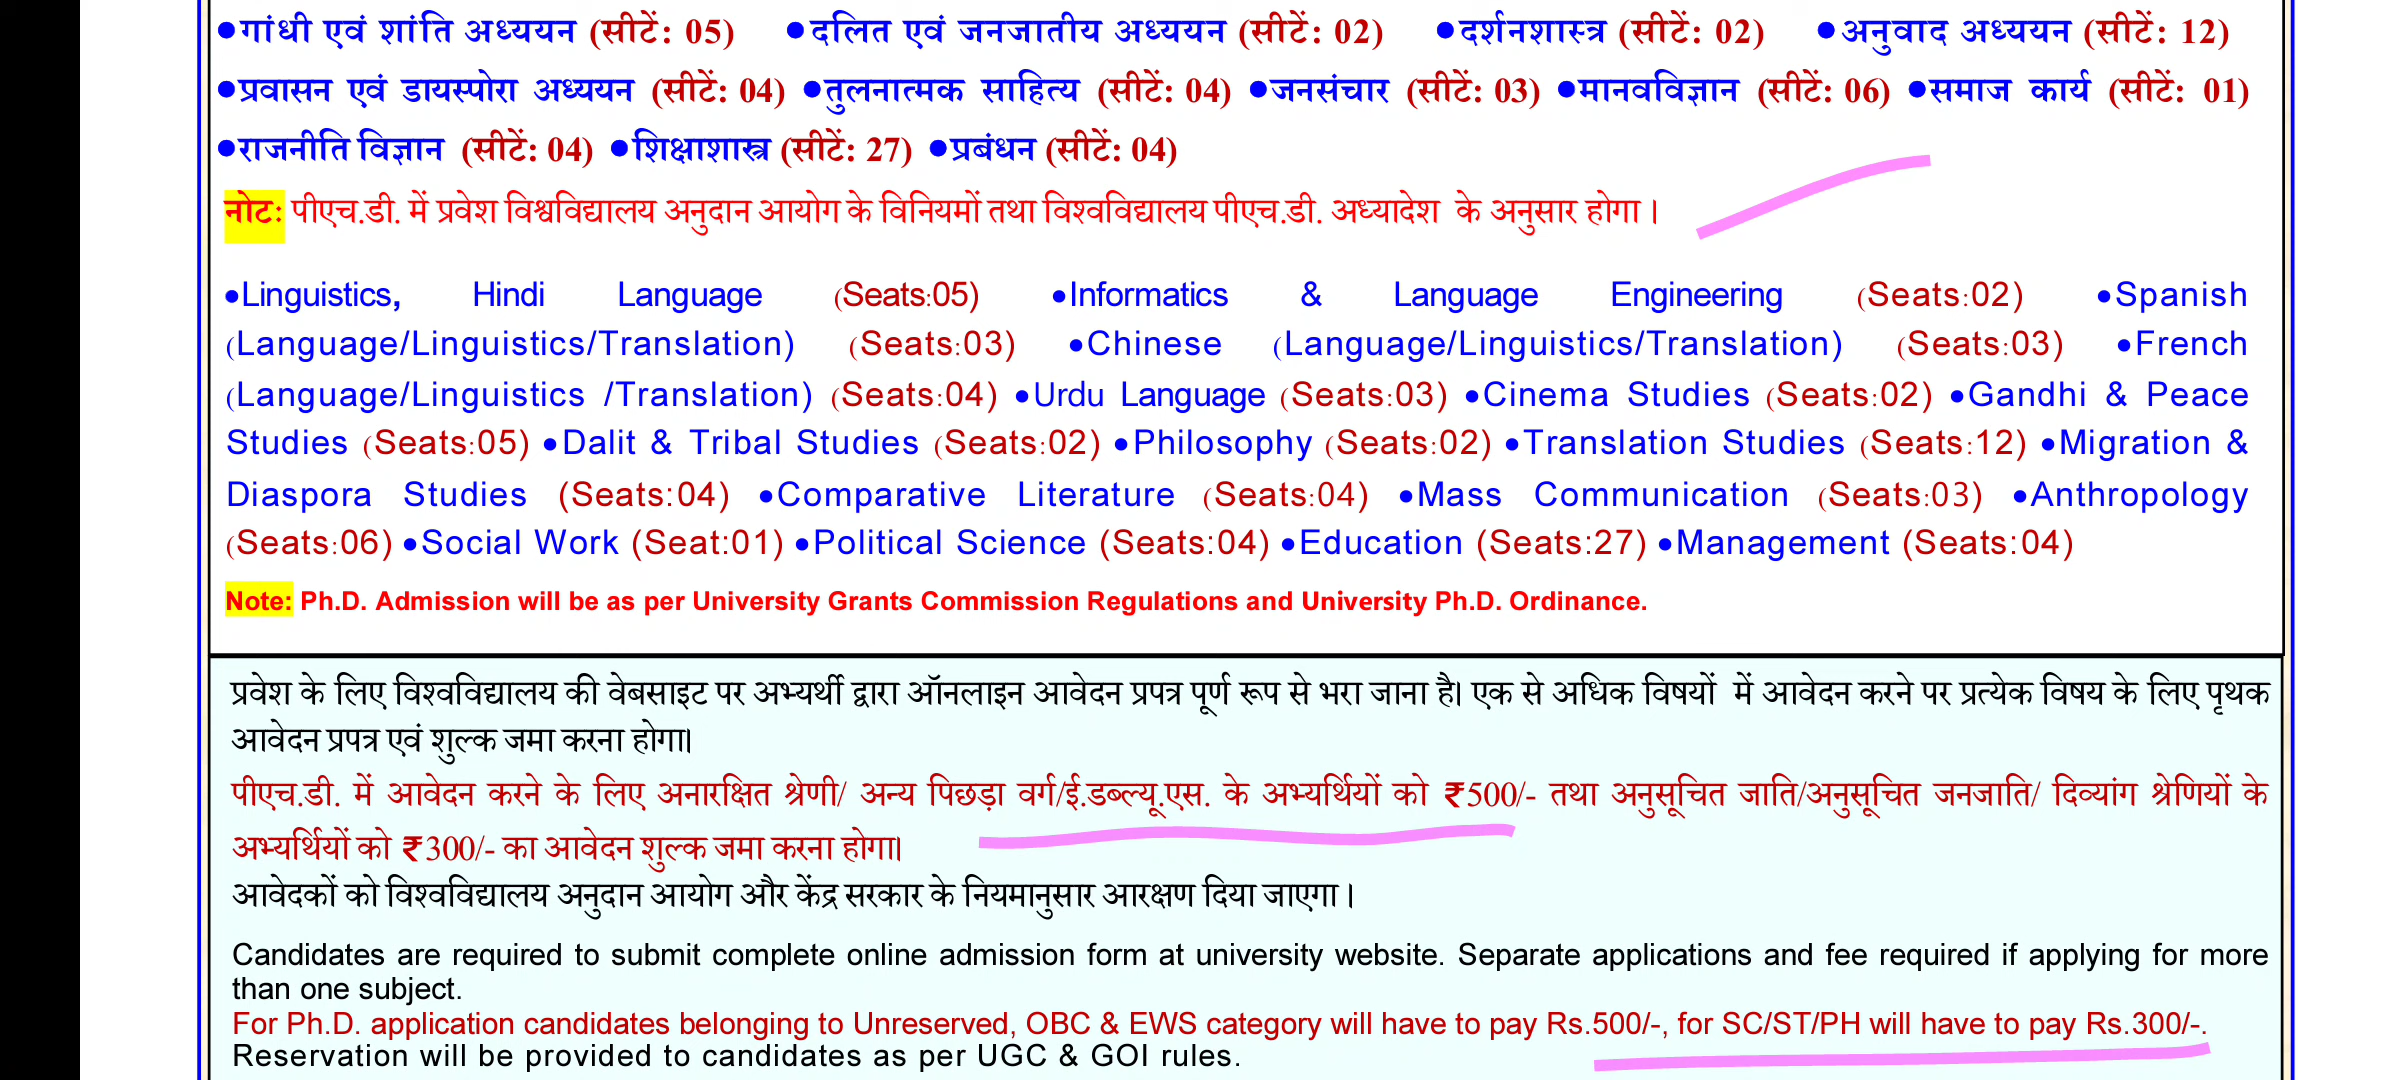 ●गांधी एवं शांति अध्ययन (सीटें: 05) ●दलित एवं जनजातीय अध्ययन (सीटें: 02) ●दर्शनशास्त्र (सीटें: 02) ●अनुवाद अध्ययन (सीटें: 12)
●प्रवासन एवं डायस्पोरा अध्ययन (सीटें: 04) ●तुलनात्मक साहित्य (सीटें: 04) ●जनसंचार (सीटें: 03) ●मानवविज्ञान (सीटें: 06) ●समाज कार्य (सीटें: 01)
●राजनीति विज्ञान (सीटें: 04) ●शिक्षाशास्त्र (सीटें: 27) ●प्रबंधन (सीटें: 04)
नोटः पीएच.डी. में प्रवेश विश्वविद्यालय अनुदान आयोग के विनियमों तथा विश्वविद्यालय पीएच.डी. अध्यादेश के अनुसार होगा।
●Linguistics, Hindi Language (Seats:05) ●Informatics & Language Engineering (Seats:02) ●Spanish
(Language/Linguistics/Translation) (Seats:03) ●Chinese (Language/Linguistics/Translation) (Seats:03) ●French
(Language/Linguistics /Translation) (Seats:04) ●Urdu Language (Seats:03) ●Cinema Studies (Seats:02) ●Gandhi & Peace
Studies (Seats:05) ●Dalit & Tribal Studies (Seats:02) ●Philosophy (Seats:02) ●Translation Studies (Seats:12) ●Migration &
Diaspora Studies (Seats:04) ●Comparative Literature (Seats:04) ●Mass Communication (Seats:03) ●Anthropology
(Seats:06) ●Social Work (Seat:01) ●Political Science (Seats:04) ●Education (Seats:27) ●Management (Seats:04)
Note: Ph.D. Admission will be as per University Grants Commission Regulations and University Ph.D. Ordinance.
प्रवेश के लिए विश्वविद्यालय की वेबसाइट पर अभ्यर्थी द्वारा ऑनलाइन आवेदन प्रपत्र पूर्ण रूप से भरा जाना है। एक से अधिक विषयों में आवेदन करने पर प्रत्येक विषय के लिए पृथक
आवेदन प्रपत्र एवं शुल्क जमा करना होगा।
पीएच.डी. में आवेदन करने के लिए अनारक्षित श्रेणी/ अन्य पिछड़ा वर्ग/ई.डब्ल्यू.एस. के अभ्यर्थियों को ₹500/- तथा अनुसूचित जाति/अनुसूचित जनजाति/ दिव्यांग श्रेणियों के
अभ्यर्थियों को ₹300/- का आवेदन शुल्क जमा करना होगा।
आवेदकों को विश्वविद्यालय अनुदान आयोग और केंद्र सरकार के नियमानुसार आरक्षण दिया जाएगा।
Candidates are required to submit complete online admission form at university website. Separate applications and fee required if applying for more
than one subject.
For Ph.D. application candidates belonging to Unreserved, OBC & EWS category will have to pay Rs.500/-, for SC/ST/PH will have to pay Rs.300/-.
Reservation will be provided to candidates as per UGC & GOI rules.